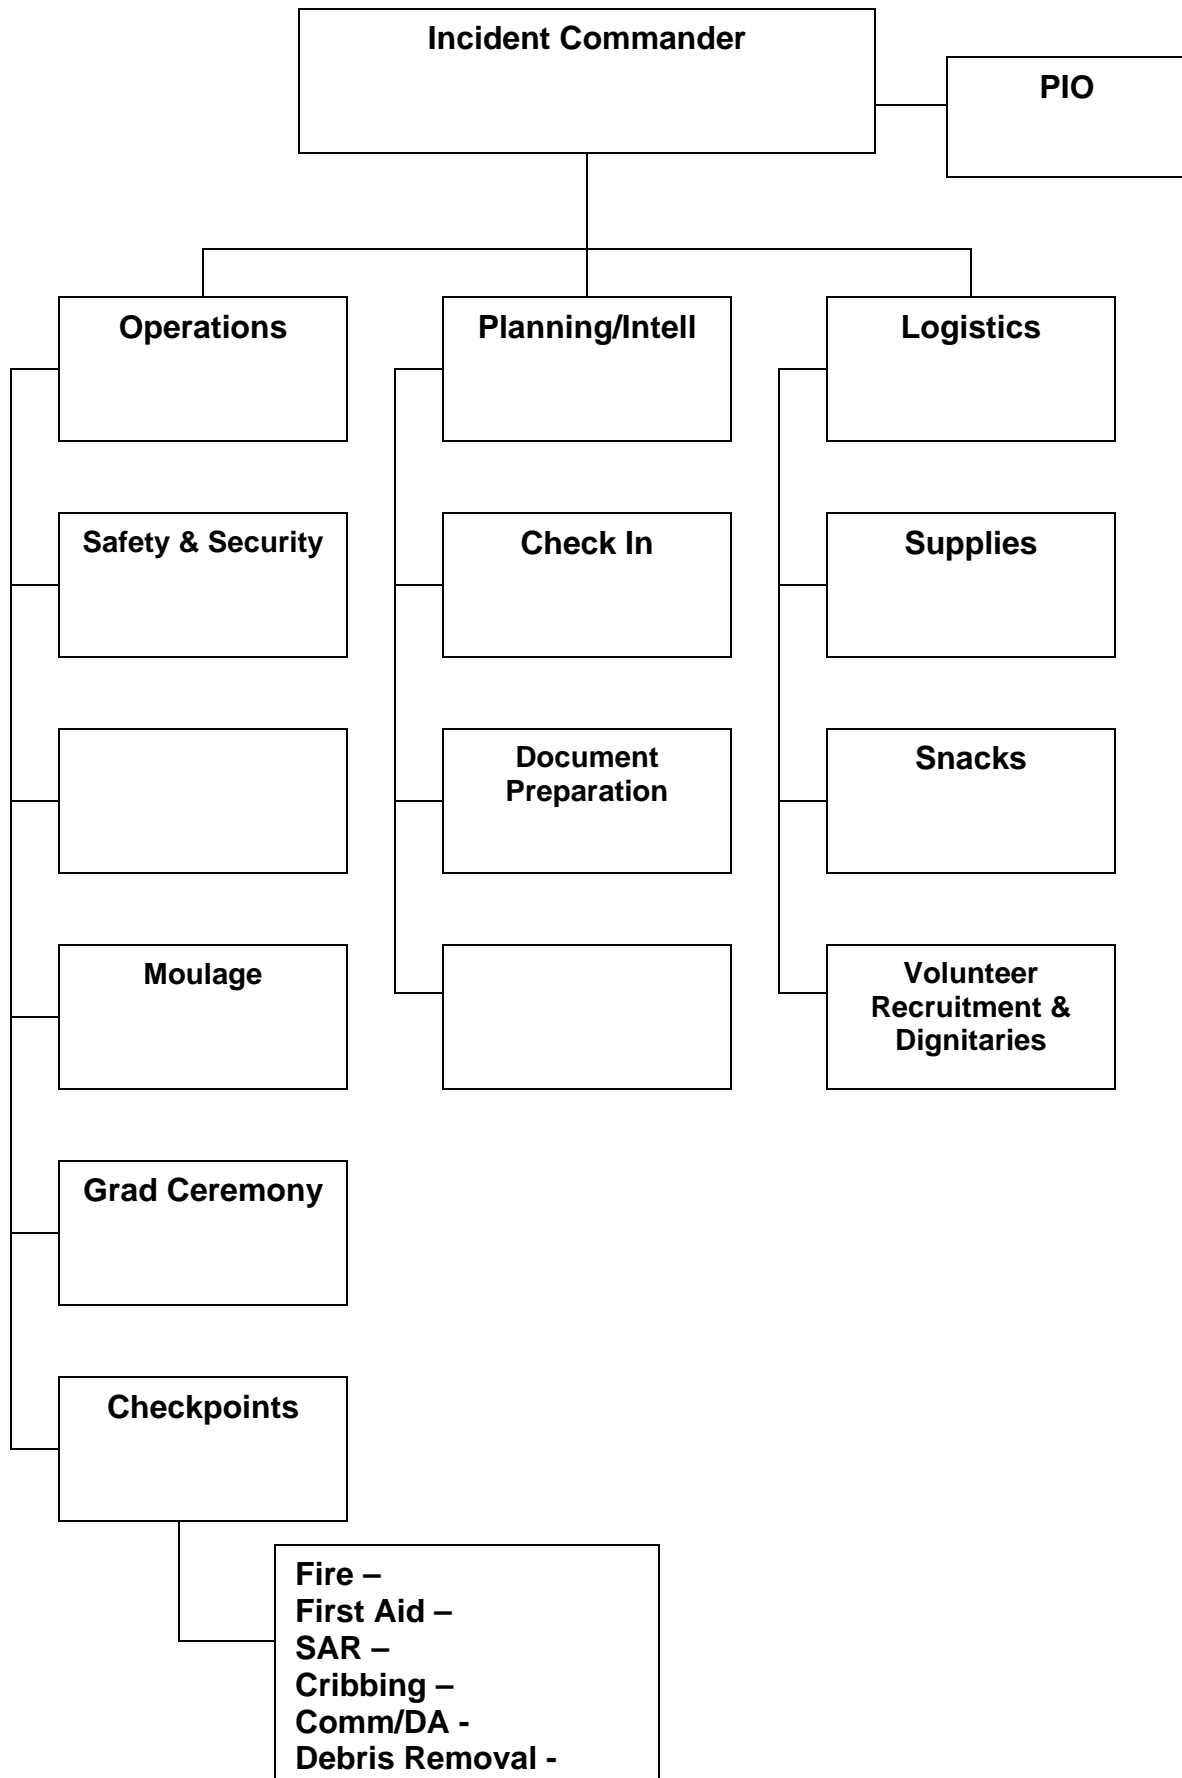 Incident Commander
PIO
Operations
Planning/Intell
Logistics
Safety & Security
Check In
Supplies
Document
Preparation
Snacks
Moulage
Volunteer
Recruitment &
Dignitaries
Grad Ceremony
Checkpoints
Fire –
First Aid –
SAR –
Cribbing –
Comm/DA -
Debris Removal -